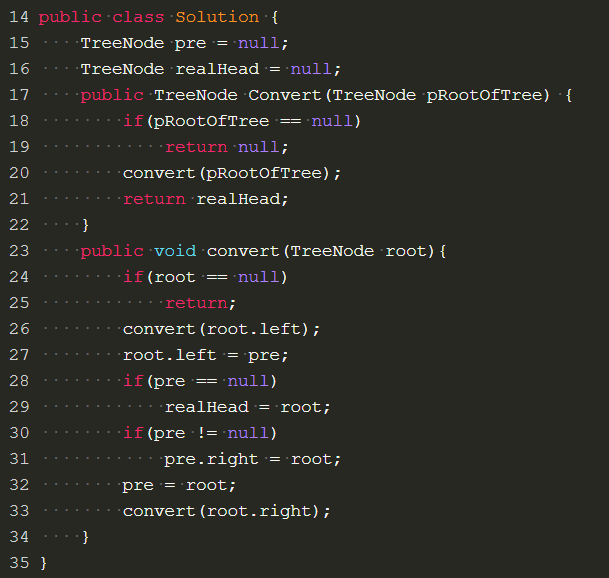 14 public class Solution {
15     TreeNode pre = null;
16     TreeNode realHead = null;
17     public TreeNode Convert(TreeNode pRootOfTree) {
18         if(pRootOfTree == null)
19             return null;
20         convert(pRootOfTree);
21         return realHead;
22     }
23     public void convert(TreeNode root){
24         if(root == null)
25             return;
26         convert(root.left);
27         root.left = pre;
28         if(pre == null)
29             realHead = root;
30         if(pre != null)
31             pre.right = root;
32         pre = root;
33         convert(root.right);
34     }
35 }